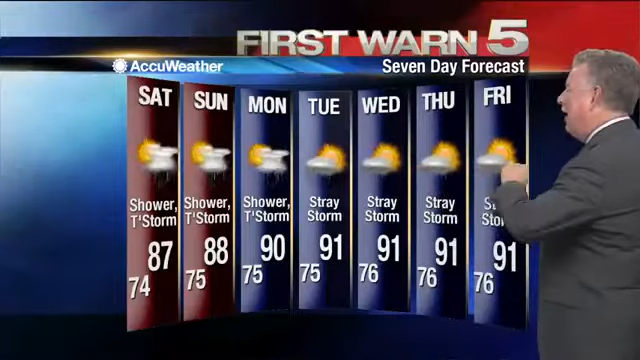 FIRST WARN 5
AccuWeather
Seven Day Forecast
SAT
Shower,
T'Storm
87
74
SUN
Shower,
T'Storm
88
75
MON
Shower,
T'Storm
90
75
TUE
Stray
Storm
91
75
WED
Stray
Storm
91
76
THU
Stray
Storm
91
76
FRI
91
76